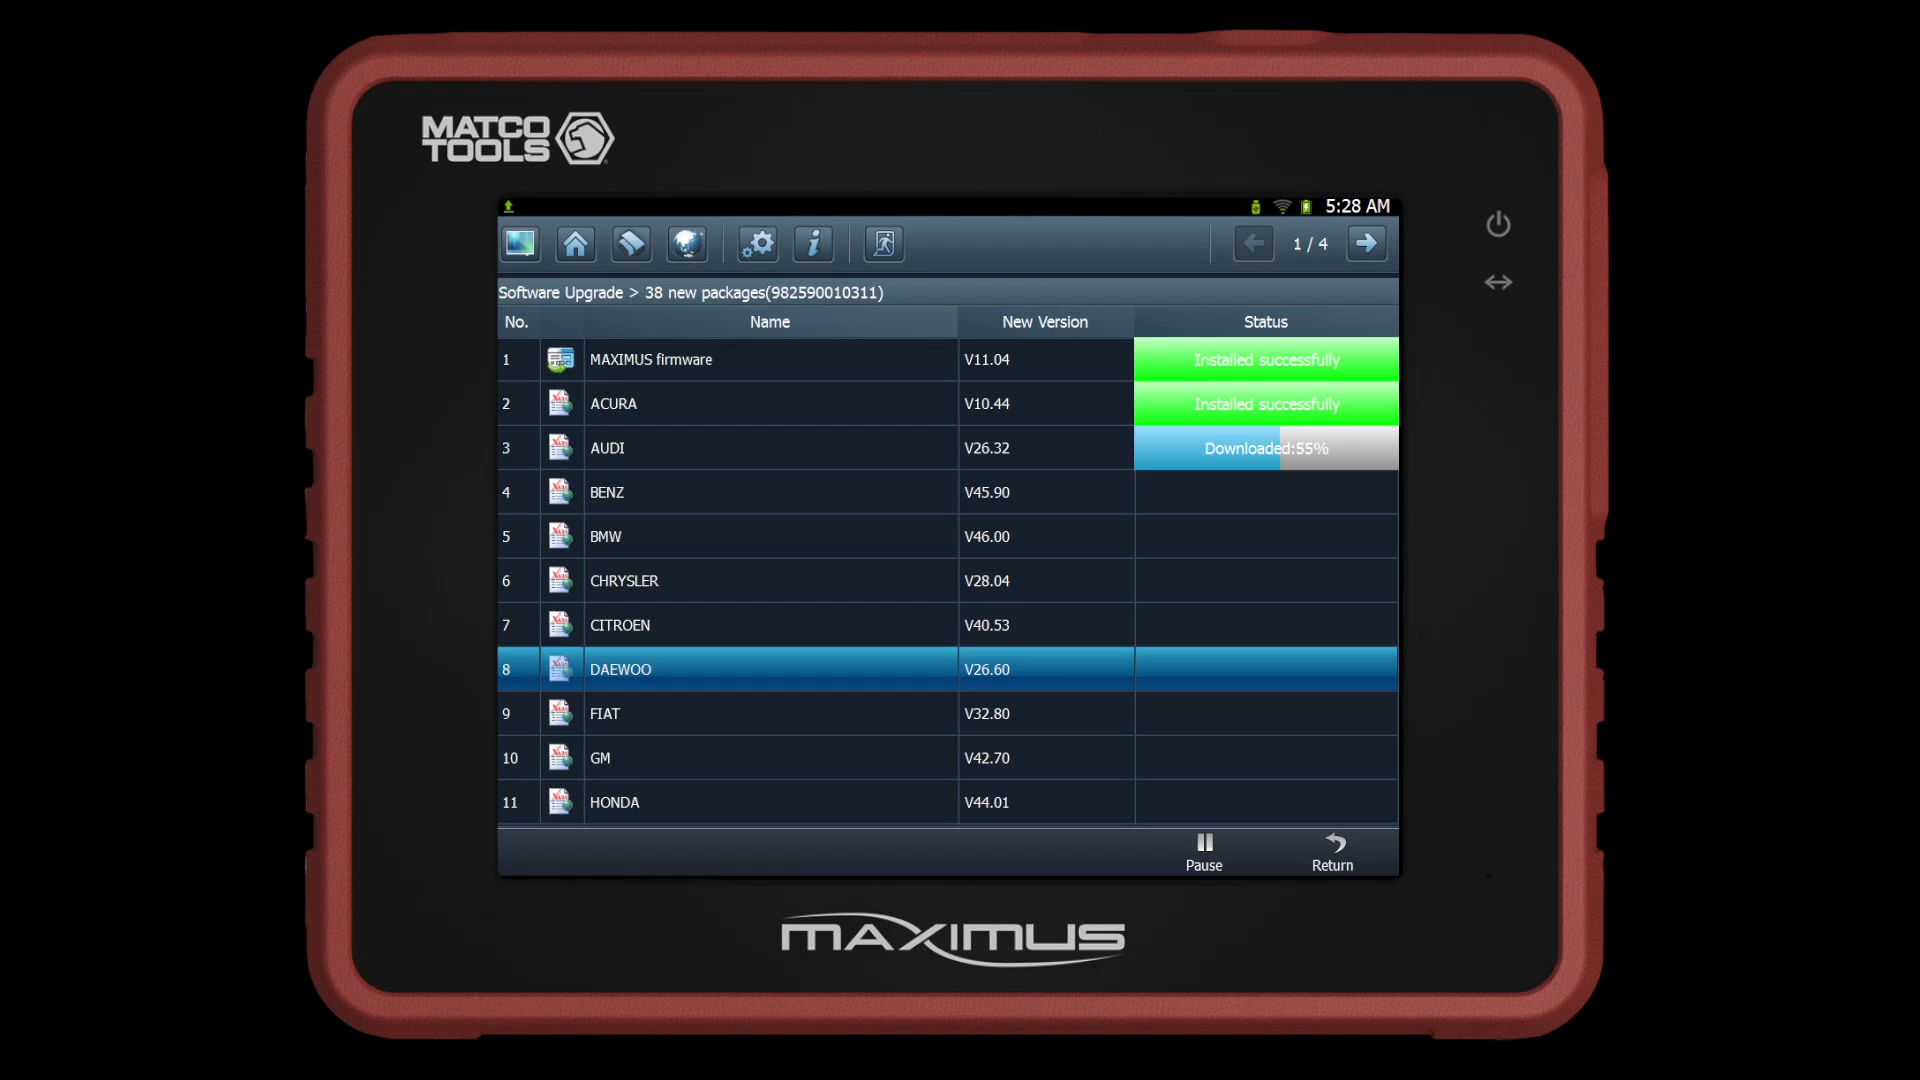 MATCO
TOOLS
5:28 AM
1 / 4
Software Upgrade > 38 new packages(982590010311)
No. Name New Version Status
1 MAXIMUS firmware V11.04 Installed successfully
2 ACURA V10.44 Installed successfully
3 AUDI V26.32 Downloaded:55%
4 BENZ V45.90
5 BMW V46.00
6 CHRYSLER V28.04
7 CITROEN V40.53
8 DAEWOO V26.60
9 FIAT V32.80
10 GM V42.70
11 HONDA V44.01
Pause Return
MAXIMUS